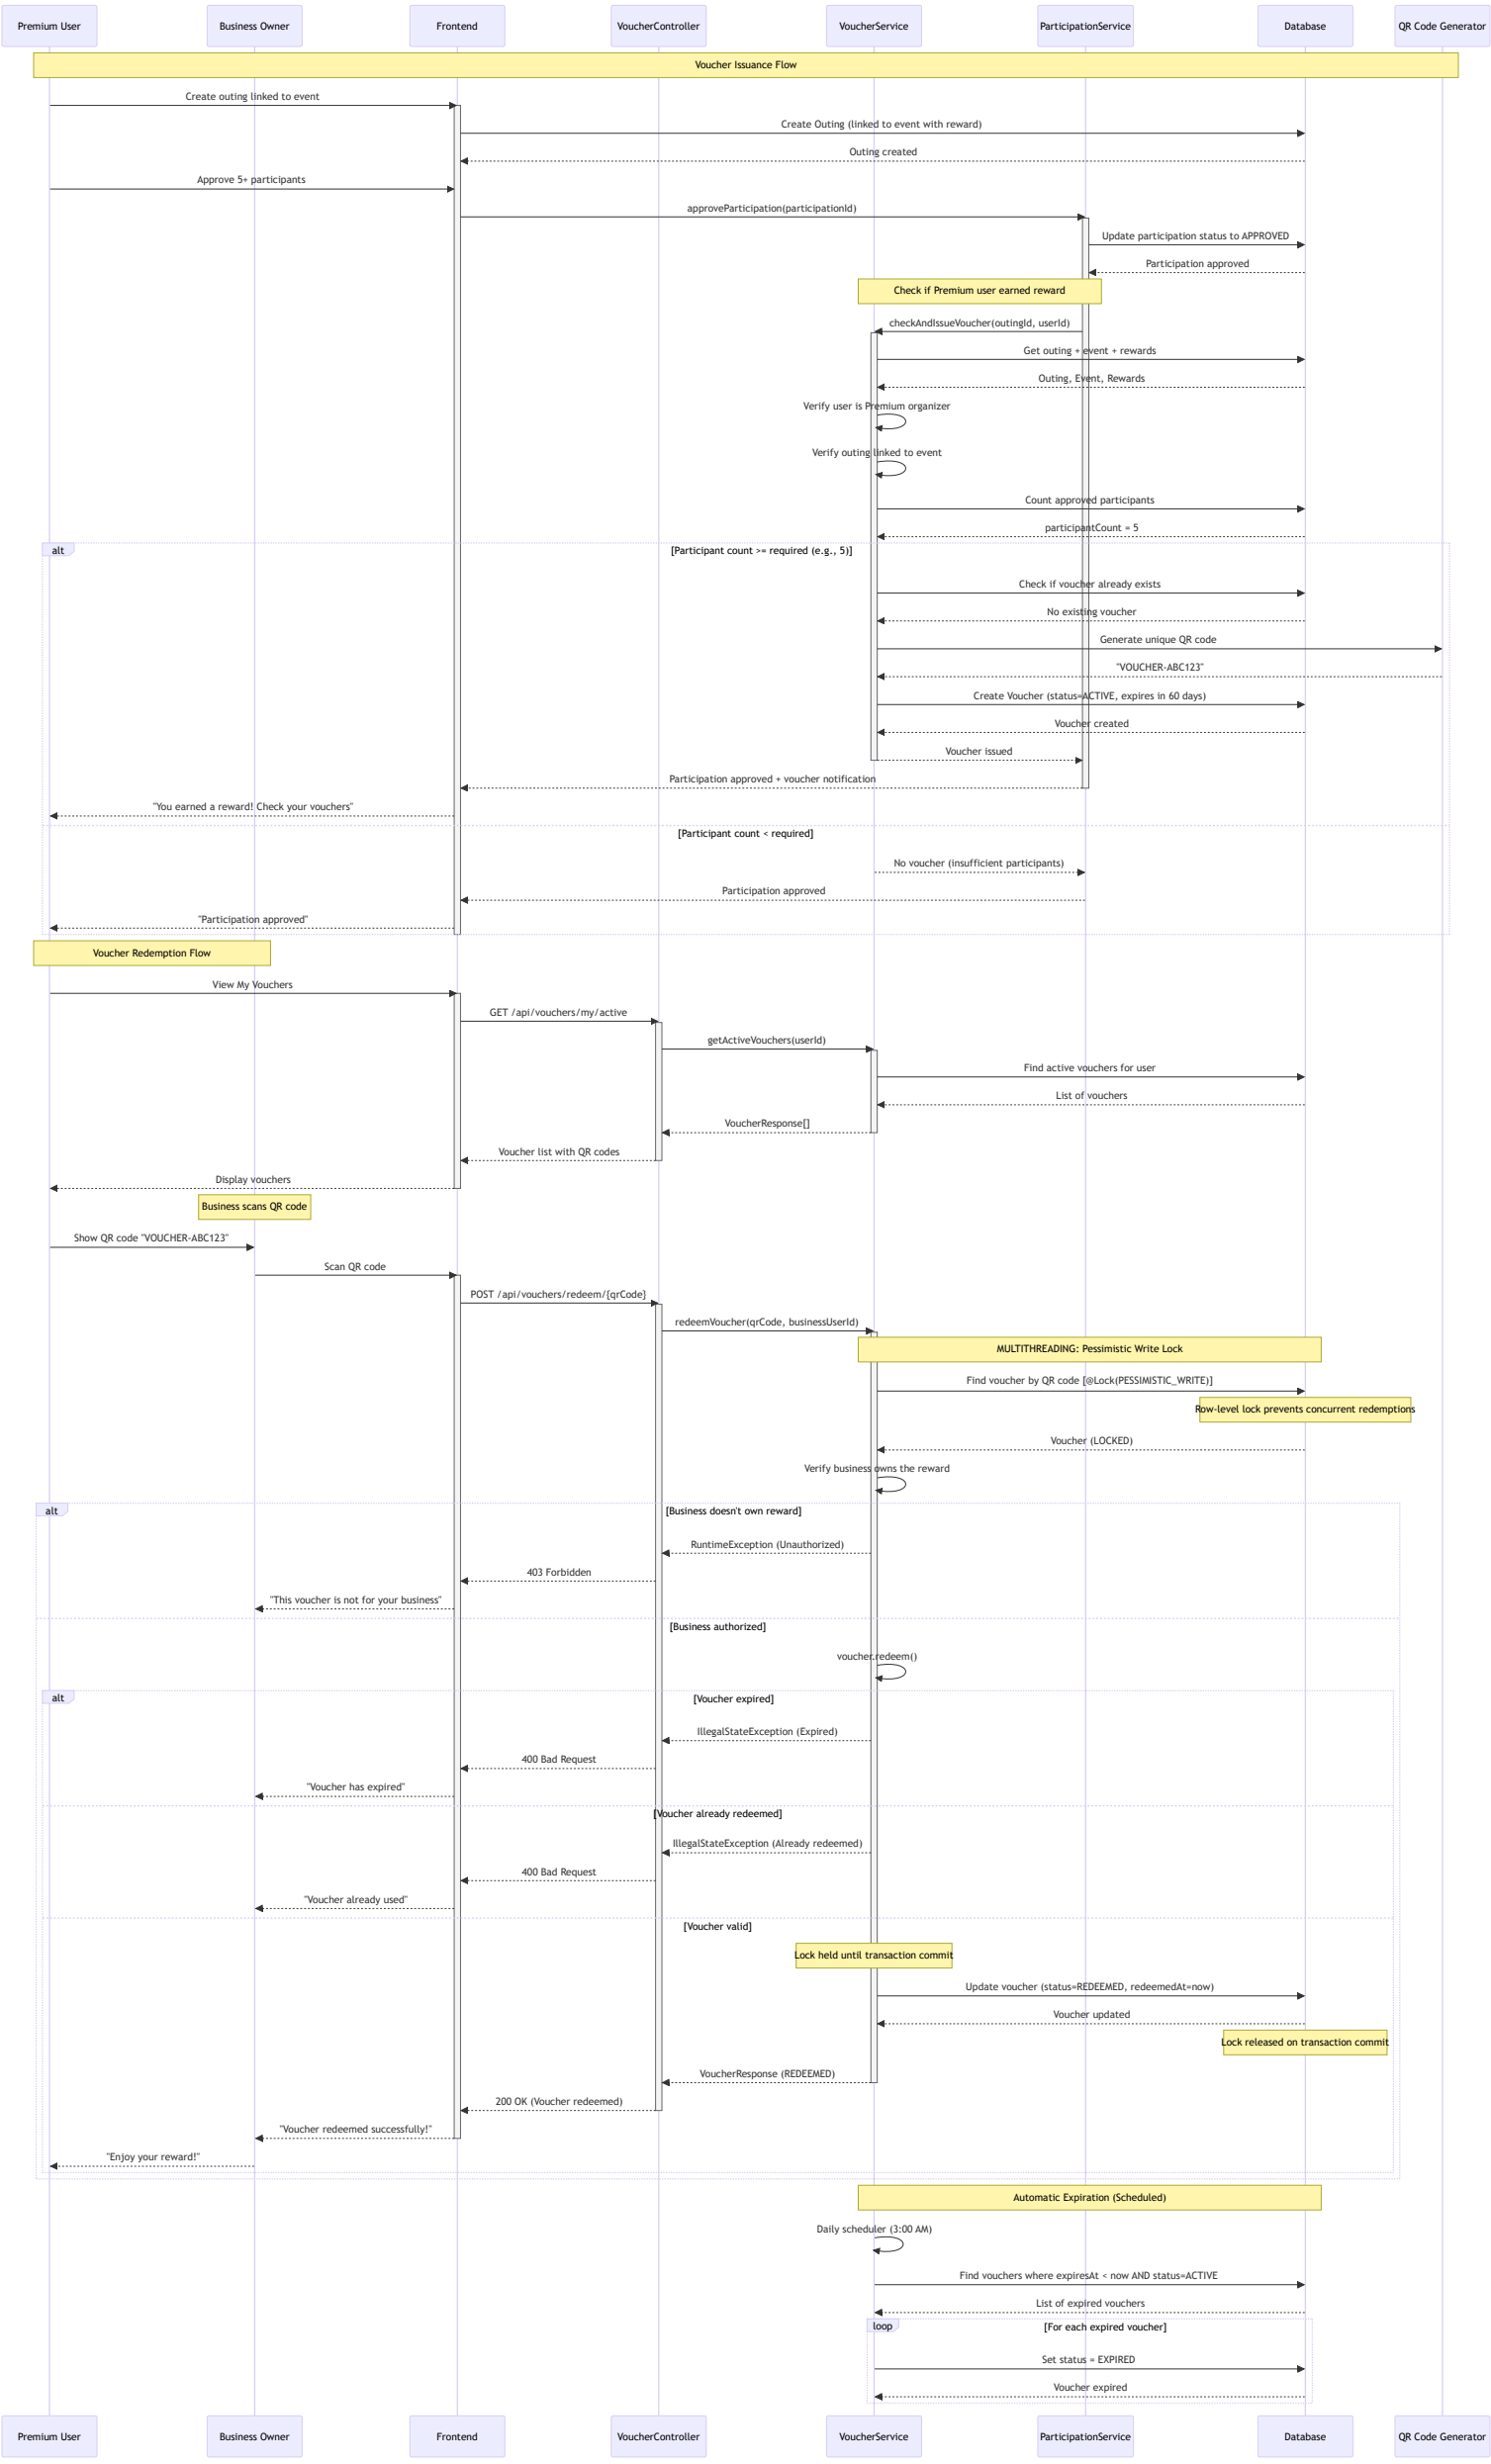 Premium User
Business Owner
Frontend
VoucherController
VoucherService
ParticipationService
Database
QR Code Generator
Voucher Issuance Flow
Create outing linked to event
Create Outing (linked to event with reward)
Outing created
Approve 5+ participants
approveParticipation(participationId)
Update participation status to APPROVED
Participation approved
Check if Premium user earned reward
checkAndIssueVoucher(outingId, userId)
Get outing + event + rewards
Outing, Event, Rewards
Verify user is Premium organizer
Verify outing linked to event
Count approved participants
participantCount = 5
alt
[Participant count >= required (e.g., 5)]
Check if voucher already exists
No existing voucher
Generate unique QR code
"VOUCHER-ABC123"
Create Voucher (status=ACTIVE, expires in 60 days)
Voucher created
Voucher issued
Participation approved + voucher notification
"You earned a reward! Check your vouchers"
[Participant count < required]
No voucher (insufficient participants)
Participation approved
"Participation approved"
Voucher Redemption Flow
View My Vouchers
GET /api/vouchers/my/active
getActiveVouchers(userId)
Find active vouchers for user
List of vouchers
VoucherResponse[]
Voucher list with QR codes
Display vouchers
Business scans QR code
Show QR code "VOUCHER-ABC123"
Scan QR code
POST /api/vouchers/redeem/{qrCode}
redeemVoucher(qrCode, businessUserId)
MULTITHREADING: Pessimistic Write Lock
Find voucher by QR code [@Lock(PESSIMISTIC_WRITE)]
Row-level lock prevents concurrent redemptions
Voucher (LOCKED)
Verify business owns the reward
alt
[Business doesn't own reward]
RuntimeException (Unauthorized)
403 Forbidden
"This voucher is not for your business"
[Business authorized]
voucher.redeem()
alt
[Voucher expired]
IllegalStateException (Expired)
400 Bad Request
"Voucher has expired"
[Voucher already redeemed]
IllegalStateException (Already redeemed)
400 Bad Request
"Voucher already used"
[Voucher valid]
Lock held until transaction commit
Update voucher (status=REDEEMED, redeemedAt=now)
Voucher updated
Lock released on transaction commit
VoucherResponse (REDEEMED)
200 OK (Voucher redeemed)
"Voucher redeemed successfully!"
"Enjoy your reward!"
Automatic Expiration (Scheduled)
Daily scheduler (3:00 AM)
Find vouchers where expiresAt < now AND status=ACTIVE
List of expired vouchers
loop
[For each expired voucher]
Set status = EXPIRED
Voucher expired
Premium User
Business Owner
Frontend
VoucherController
VoucherService
ParticipationService
Database
QR Code Generator